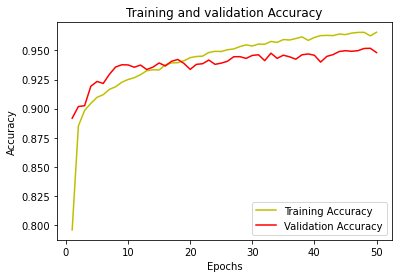 Training and validation Accuracy
Accuracy
0.950
0.925
0.900
0.875
0.850
0.825
0.800
Training Accuracy
Validation Accuracy
0 10 20 30 40 50
Epochs